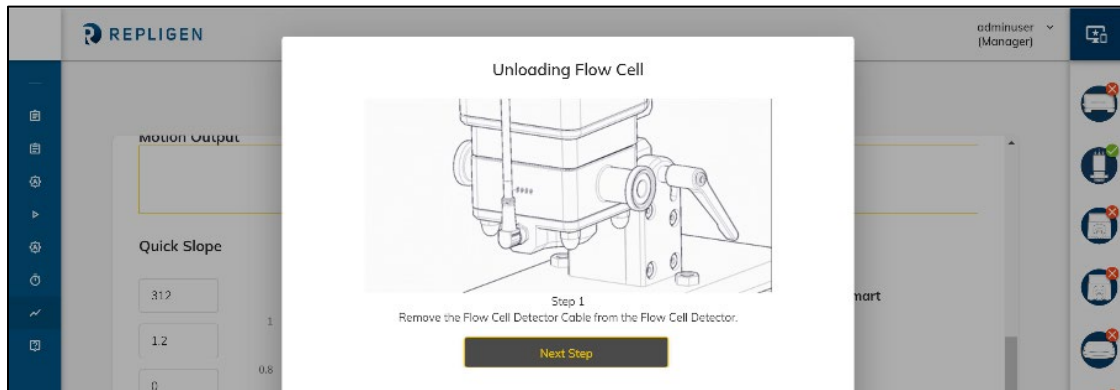 REPLIGEN
adminuser
(Manager)
Unloading Flow Cell
Motion Output
Quick Slope
312
1.2
0
1
0.8
mart
Step 1
Remove the Flow Cell Detector Cable from the Flow Cell Detector.
Next Step